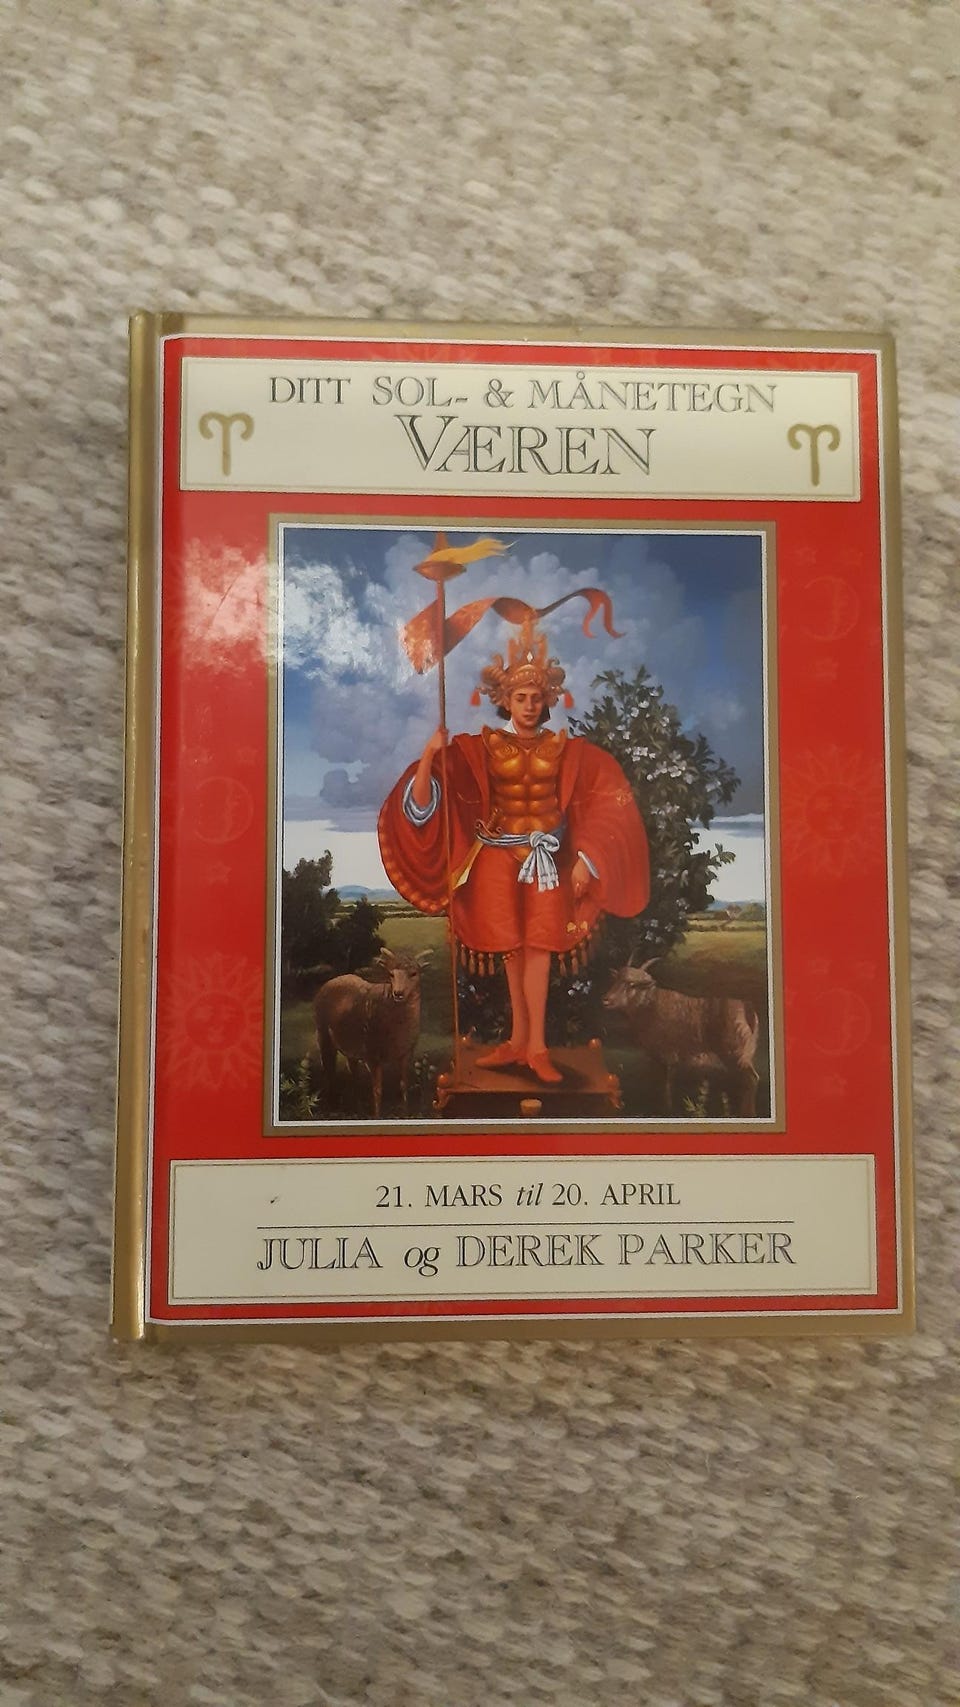 DITT SOL- & MÅNETEGN
VÆREN
21. MARS til 20. APRIL
JULIA og DEREK PARKER